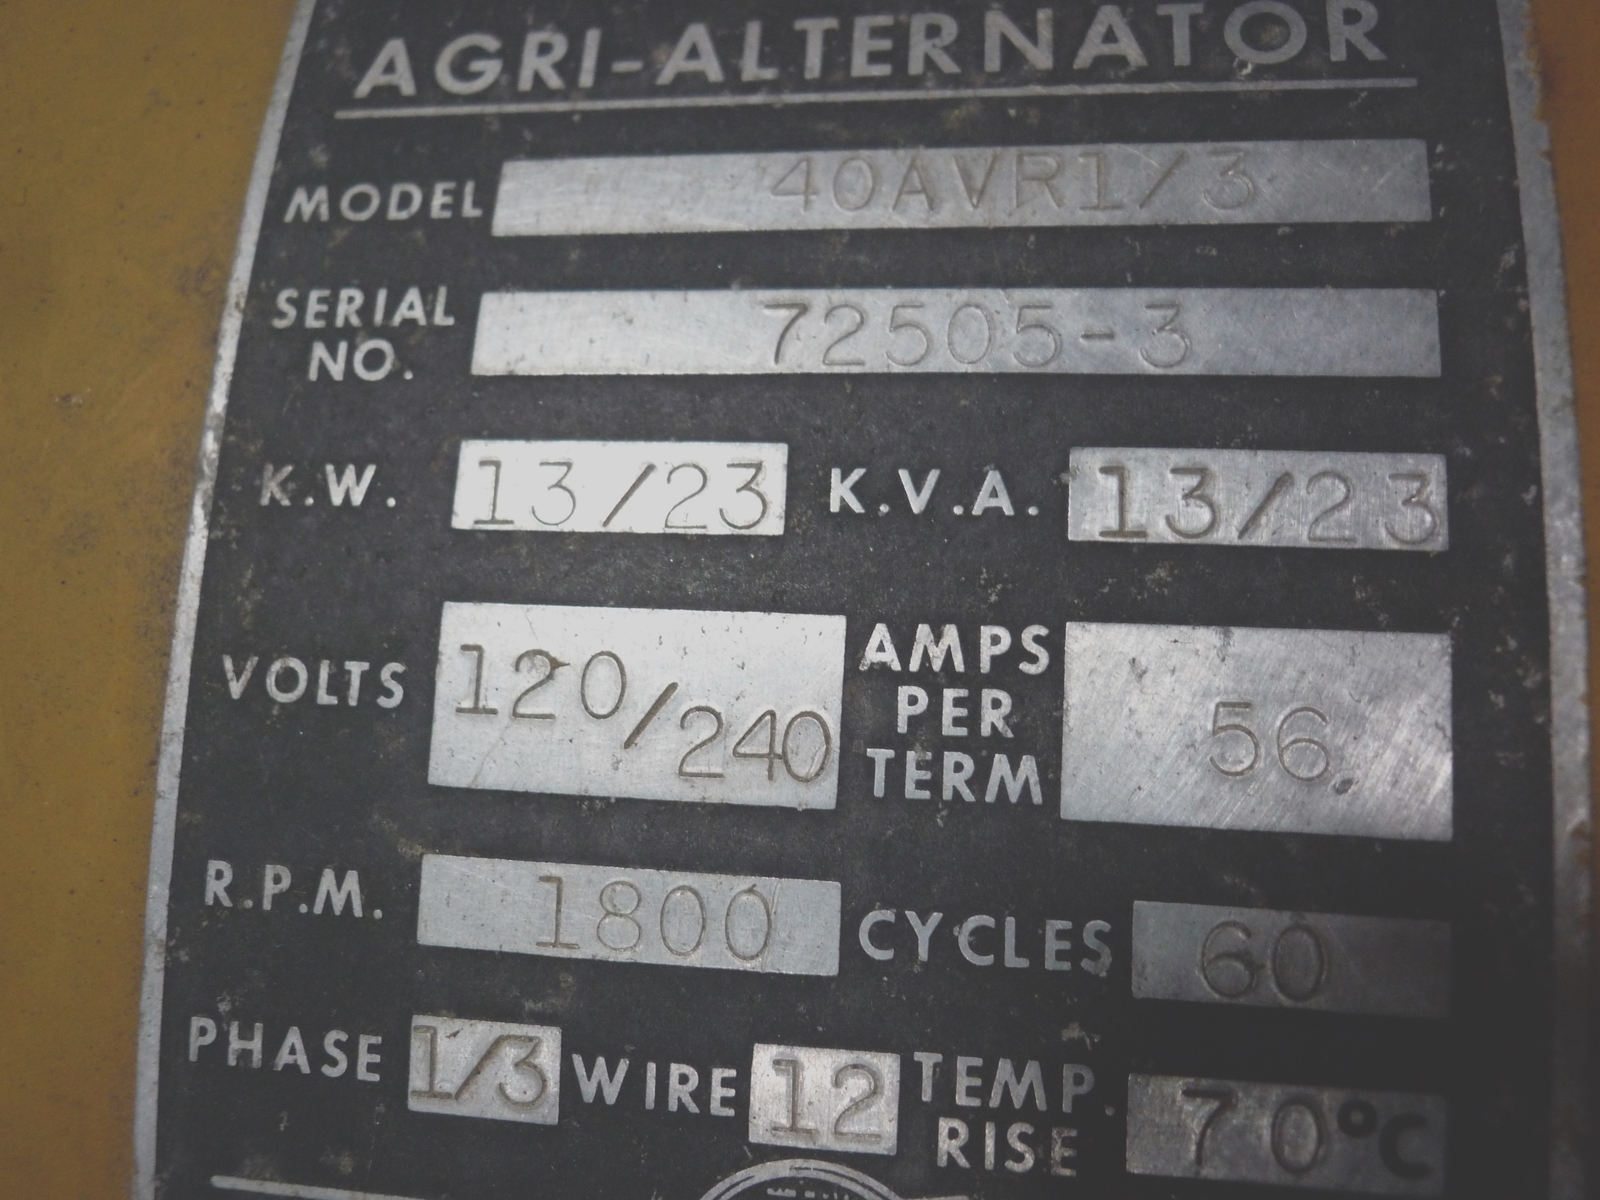 AGRI-ALTERNATOR
MODEL 40AVR1/3
SERIAL NO. 72505-3
K.W. 13/23 K.V.A. 13/23
VOLTS 120/240 AMPS PER TERM 56
R.P.M. 1800 CYCLES 60
PHASE 1/3 WIRE 12 TEMP. RISE 70°C